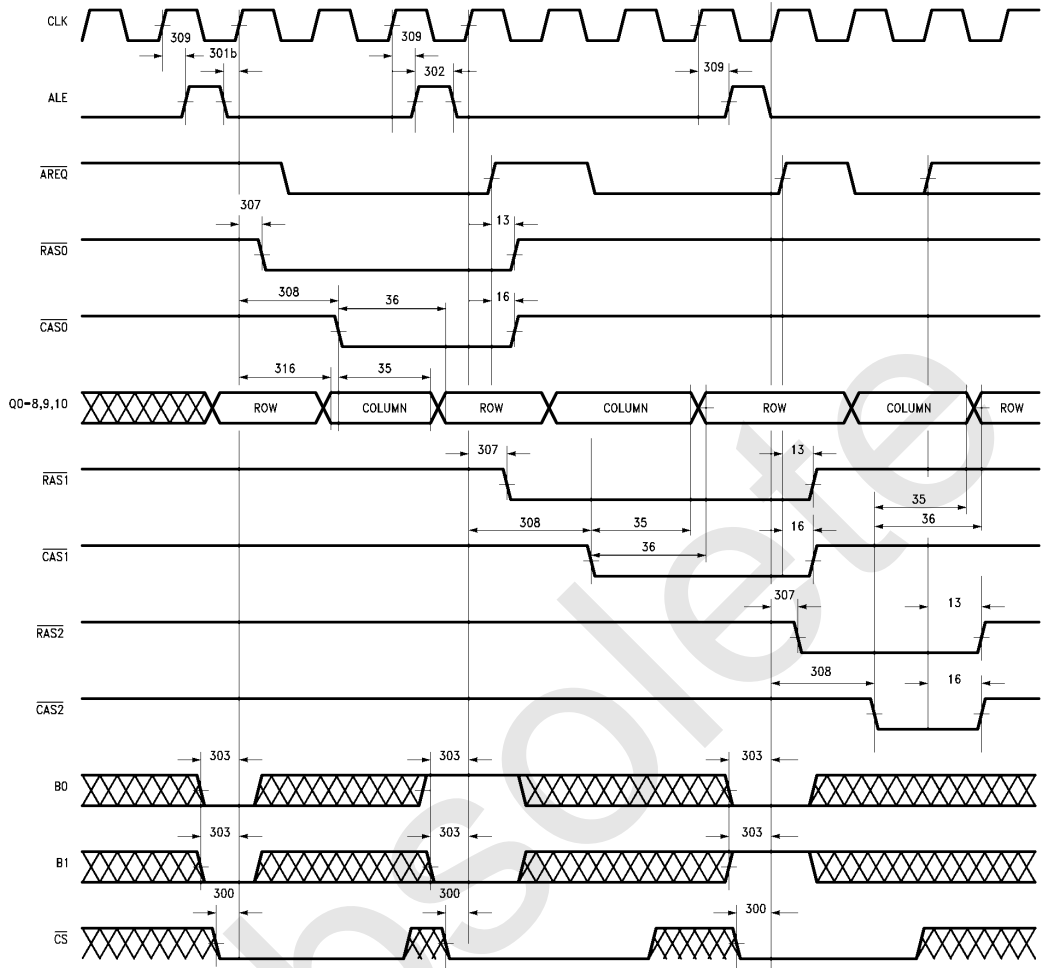 CLK
309
309
301b
302
309
ALE
AREQ
307
13
RAS0
308
36
16
CAS0
316
35
Q0=8,9,10
ROW
COLUMN
ROW
COLUMN
ROW
COLUMN
ROW
307
13
RAS1
35
308
35
16
36
CAS1
36
307
13
RAS2
308
16
CAS2
303
303
303
B0
303
303
303
B1
300
300
300
CS
obsolete